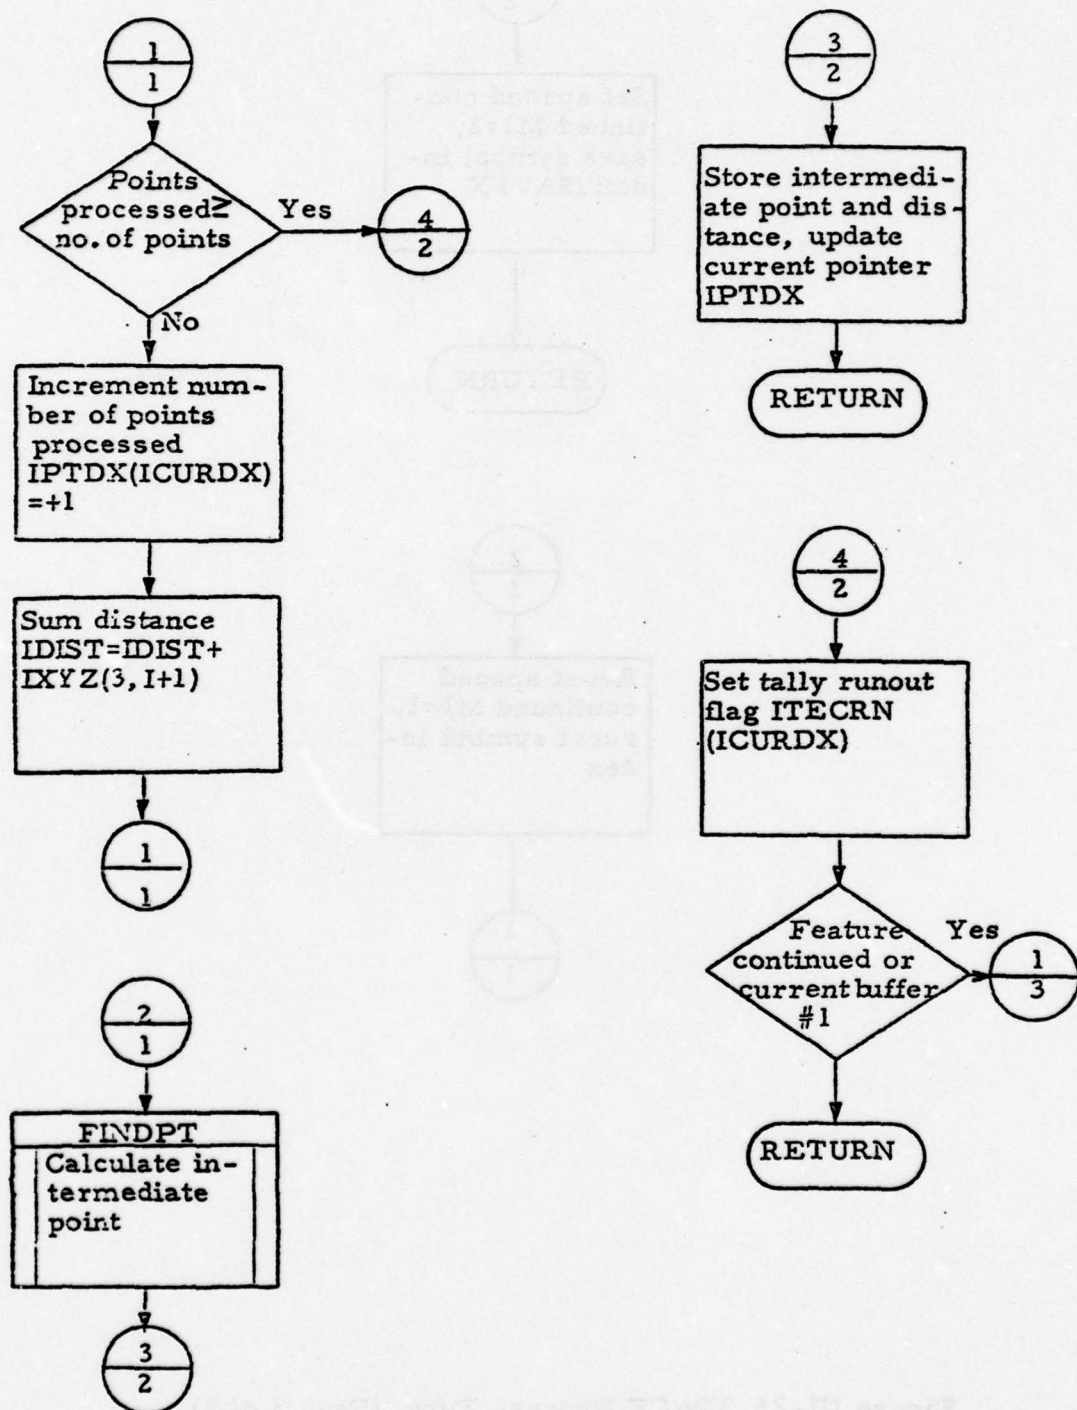 1
1
Points
processed≥
no. of points
Yes
4
2
No
Increment num-
ber of points
processed
IPTDX(ICURDX)
=+1
Sum distance
IDIST=IDIST+
IXYZ(3, I+1)
1
1
2
1
FINDPT
Calculate in-
termediate
point
3
2
3
2
Store intermedi-
ate point and dis-
tance, update
current pointer
IPTDX
RETURN
4
2
Set tally runout
flag ITECRN
(ICURDX)
Feature
continued or
current buffer
#1
Yes
1
3
RETURN